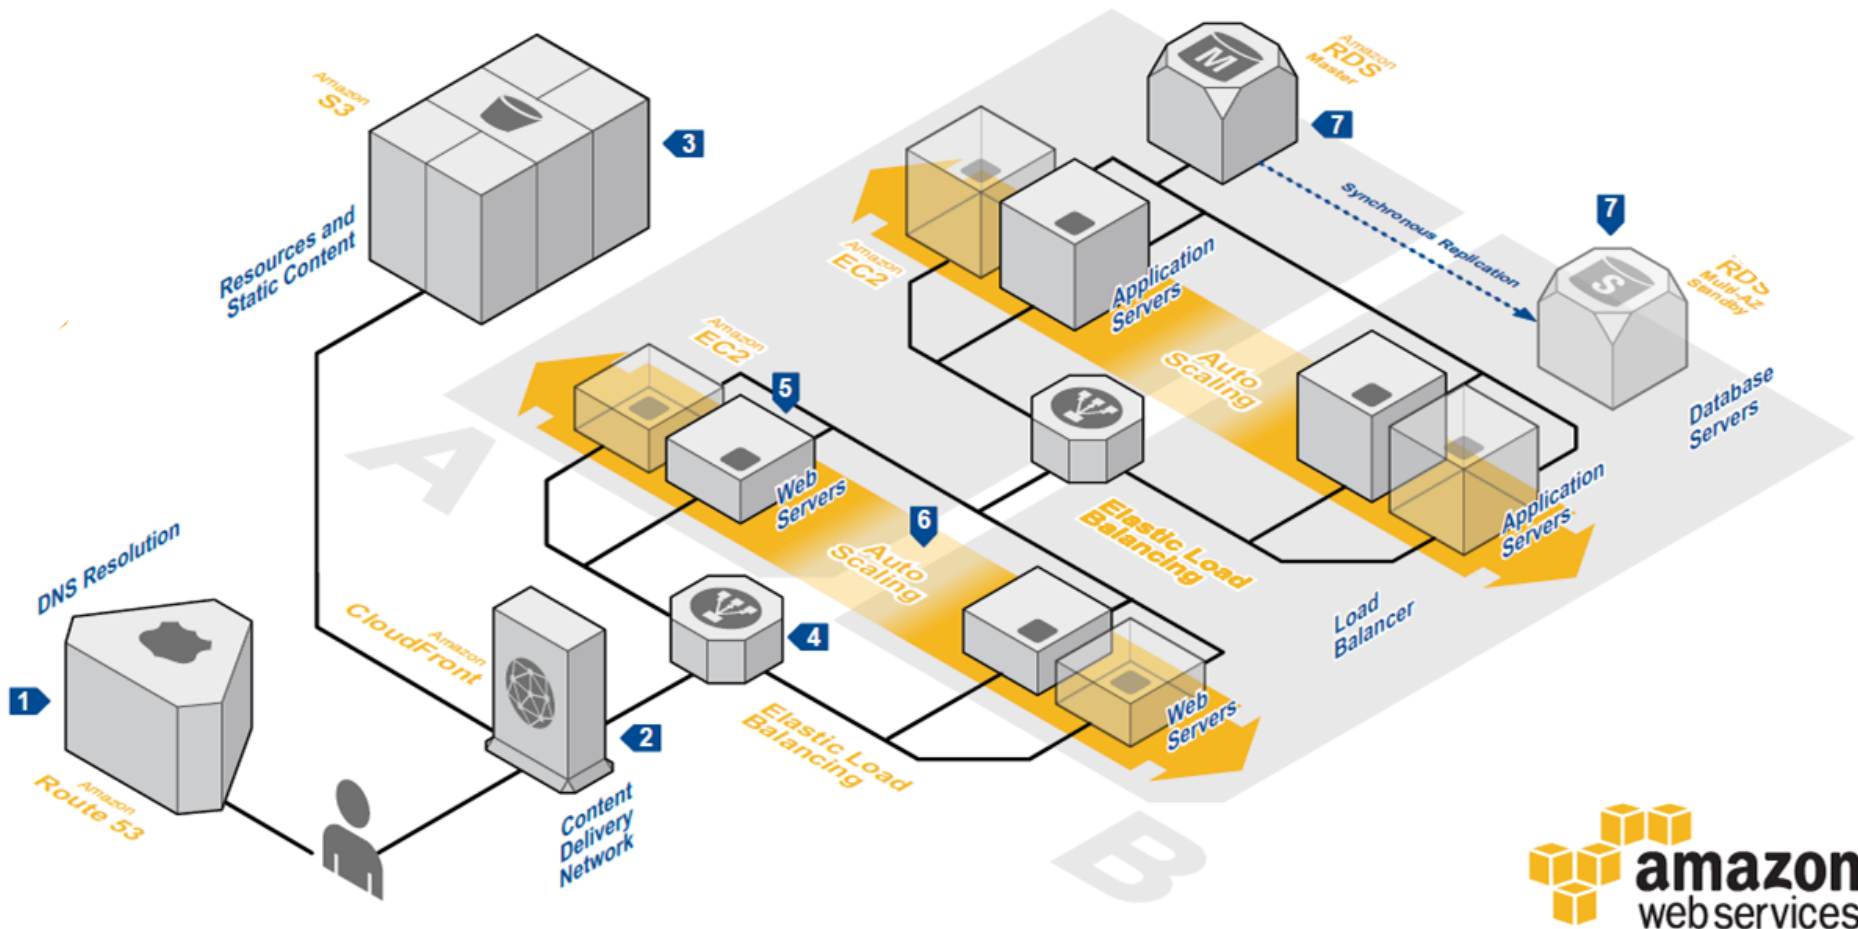 Amazon
S3
3
Resources and
Static Content
DNS Resolution
1
Amazon
Route 53
Amazon
CloudFront
2
Content
Delivery
Network
4
Elastic Load
Balancing
Amazon
EC2
5
Web
Servers
6
Auto
Scaling
Web
Servers
A
B
Amazon
EC2
Application
Servers
Auto
Scaling
Application
Servers
Elastic Load
Balancing
Load
Balancer
M
Amazon
RDS
Master
7
Synchronous Replication
7
S
RDS
Multi-AZ
Standby
Database
Servers
amazon
web services